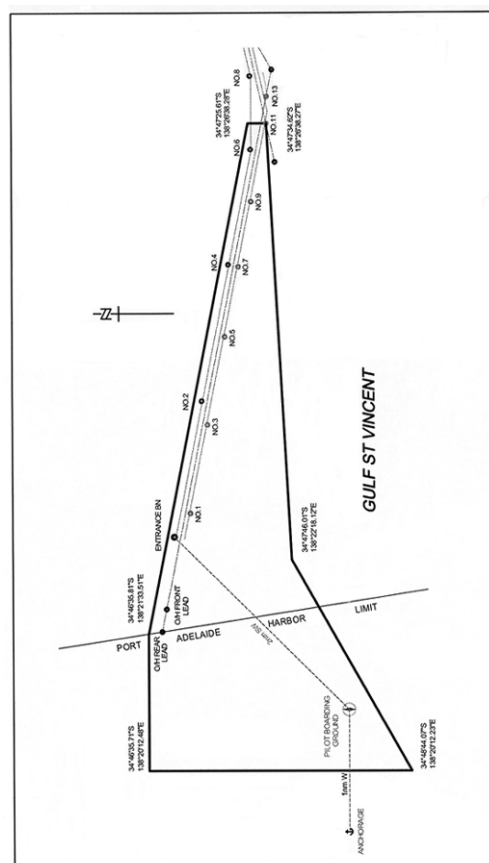 NO.8
NO.13
34°47'25.61"S
138°26'38.28"E
NO.11
34°47'34.62"S
138°26'38.27"E
NO.6
NO.9
NO.4
NO.7
N
NO.5
NO.2
NO.3
GULF ST VINCENT
NO.1
ENTRANCE BN
34°47'46.01"S
138°22'18.12"E
34°46'35.81"S
138°21'33.51"E
O/H FRONT
LEAD
PORT ADELAIDE HARBOR LIMIT
O/H REAR
LEAD
2nm SW
PILOT BOARDING
GROUND
34°46'35.71"S
138°20'12.48"E
1nm W
34°48'44.07"S
138°20'12.23"E
ANCHORAGE